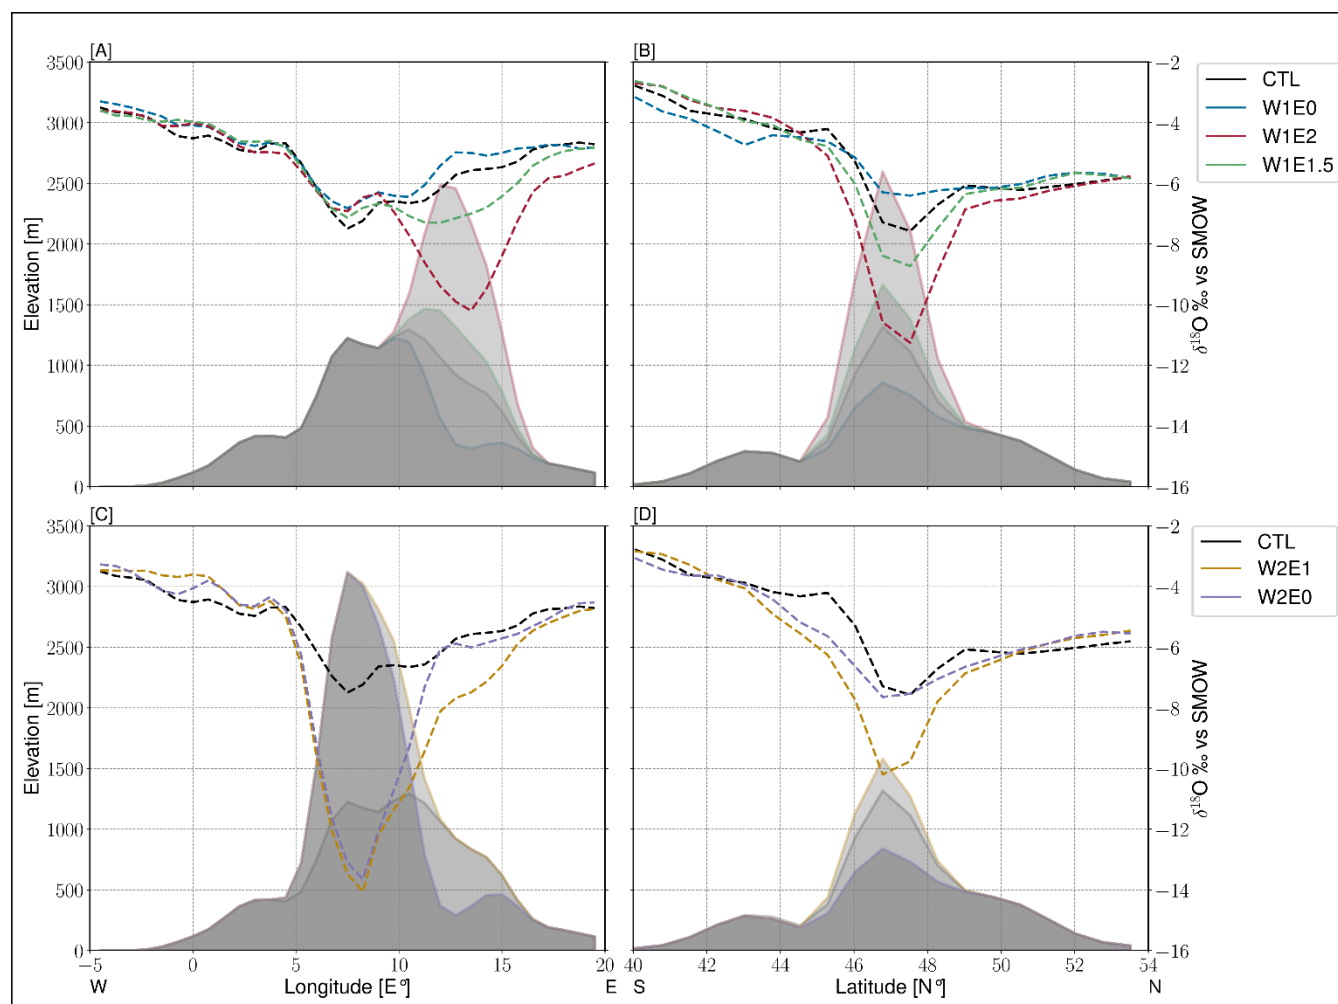 [A]
[B]
3500
3000
2500
2000
1500
1000
500
0
Elevation [m]
−2
−4
−6
−8
−10
−12
−14
−16
δ¹⁸O ‰ vs SMOW
CTL
W1E0
W1E2
W1E1.5
[C]
[D]
3500
3000
2500
2000
1500
1000
500
0
Elevation [m]
−2
−4
−6
−8
−10
−12
−14
−16
δ¹⁸O ‰ vs SMOW
CTL
W2E1
W2E0
−5 0 5 10 15 20
40 42 44 46 48 50 52 54
W Longitude [E°] E
S Latitude [N°] N